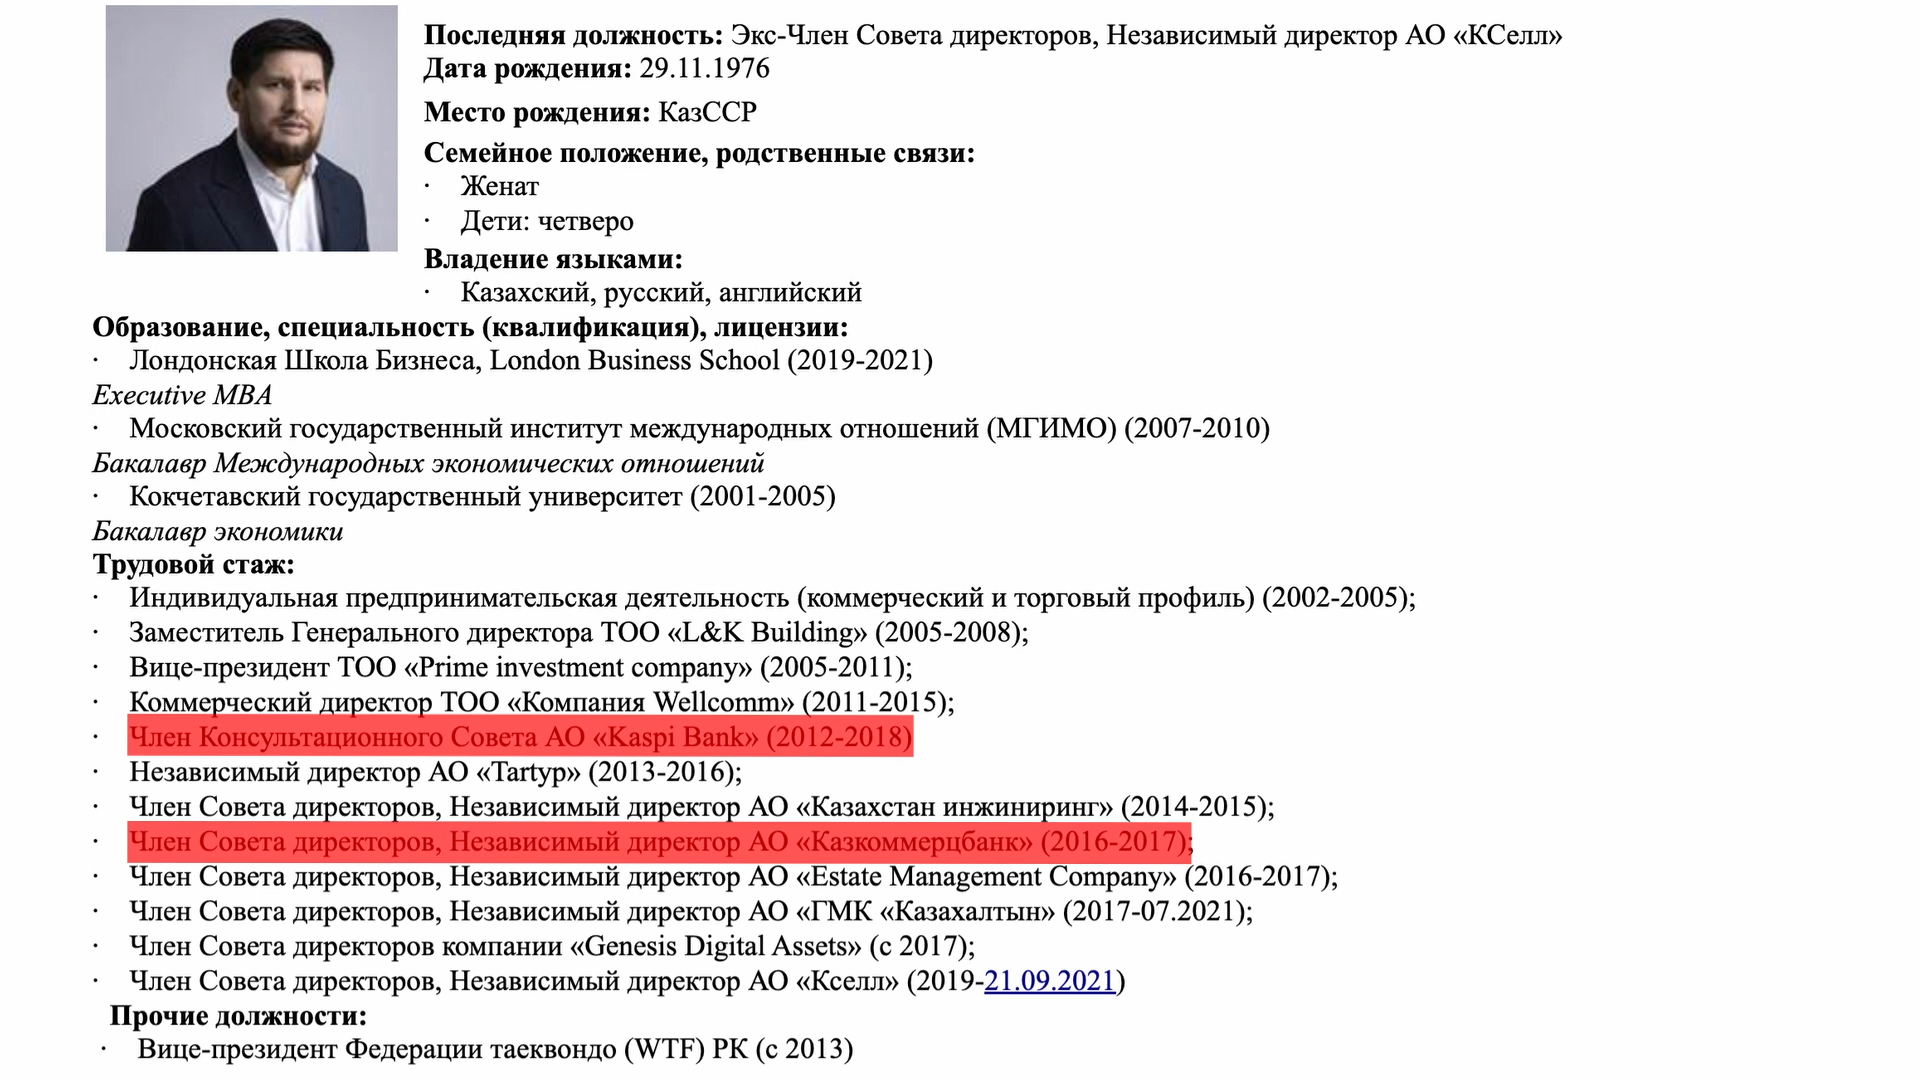 Последняя должность: Экс-Член Совета директоров, Независимый директор АО «КСелл»
Дата рождения: 29.11.1976
Место рождения: КазССР
Семейное положение, родственные связи:
· Женат
· Дети: четверо
Владение языками:
· Казахский, русский, английский
Образование, специальность (квалификация), лицензии:
· Лондонская Школа Бизнеса, London Business School (2019-2021)
Executive MBA
· Московский государственный институт международных отношений (МГИМО) (2007-2010)
Бакалавр Международных экономических отношений
· Кокчетавский государственный университет (2001-2005)
Бакалавр экономики
Трудовой стаж:
· Индивидуальная предпринимательская деятельность (коммерческий и торговый профиль) (2002-2005);
· Заместитель Генерального директора ТОО «L&K Building» (2005-2008);
· Вице-президент ТОО «Prime investment company» (2005-2011);
· Коммерческий директор ТОО «Компания Wellcomm» (2011-2015);
· Член Консультационного Совета АО «Kaspi Bank» (2012-2018)
· Независимый директор АО «Тартур» (2013-2016);
· Член Совета директоров, Независимый директор АО «Казахстан инжиниринг» (2014-2015);
· Член Совета директоров, Независимый директор АО «Казкоммерцбанк» (2016-2017);
· Член Совета директоров, Независимый директор АО «Estate Management Company» (2016-2017);
· Член Совета директоров, Независимый директор АО «ГМК «Казахалтын» (2017-07.2021);
· Член Совета директоров компании «Genesis Digital Assets» (с 2017);
· Член Совета директоров, Независимый директор АО «Кселл» (2019-21.09.2021)
Прочие должности:
· Вице-президент Федерации таеквондо (WTF) РК (с 2013)